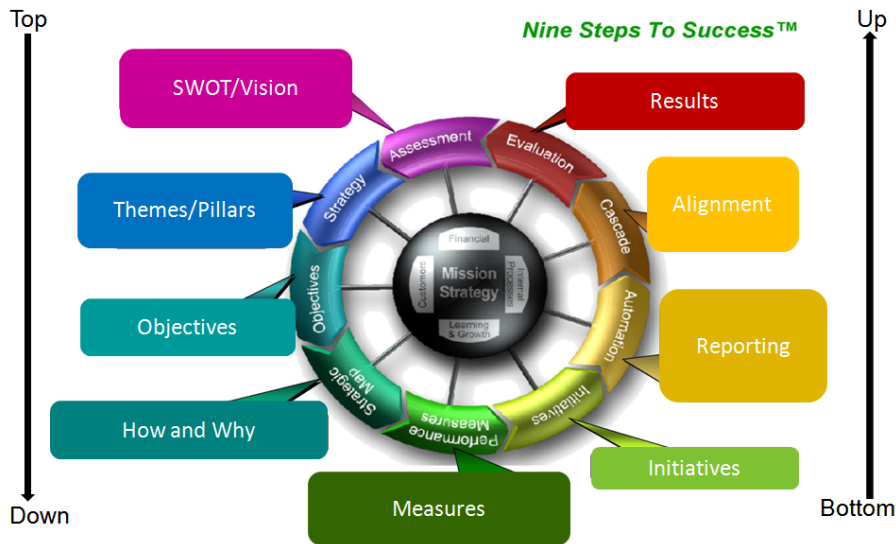 Top
Up
Nine Steps To Success™
SWOT/Vision
Results
Assessment
Evaluation
Themes/Pillars
Strategy
Cascade
Alignment
Financial
Customers
Mission
Strategy
Internal
Processes
Learning
& Growth
Objectives
Objectives
Automation
Reporting
Strategic
Map
How and Why
Performance
Measures
Initiatives
Initiatives
Measures
Down
Bottom